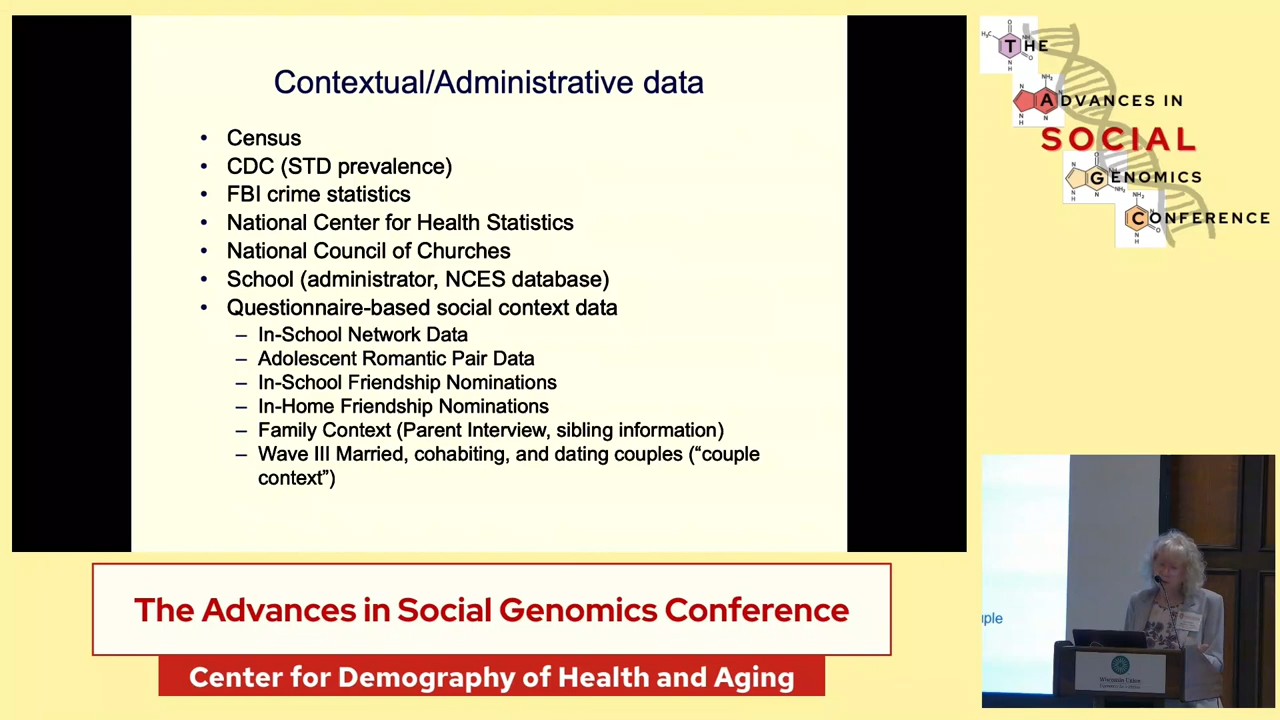 Contextual/Administrative data
• Census
• CDC (STD prevalence)
• FBI crime statistics
• National Center for Health Statistics
• National Council of Churches
• School (administrator, NCES database)
• Questionnaire-based social context data
– In-School Network Data
– Adolescent Romantic Pair Data
– In-School Friendship Nominations
– In-Home Friendship Nominations
– Family Context (Parent Interview, sibling information)
– Wave III Married, cohabiting, and dating couples (“couple
context”)
THE
ADVANCES IN
SOCIAL
GENOMICS
CONFERENCE
The Advances in Social Genomics Conference
Center for Demography of Health and Aging
uple
Wisconsin Union